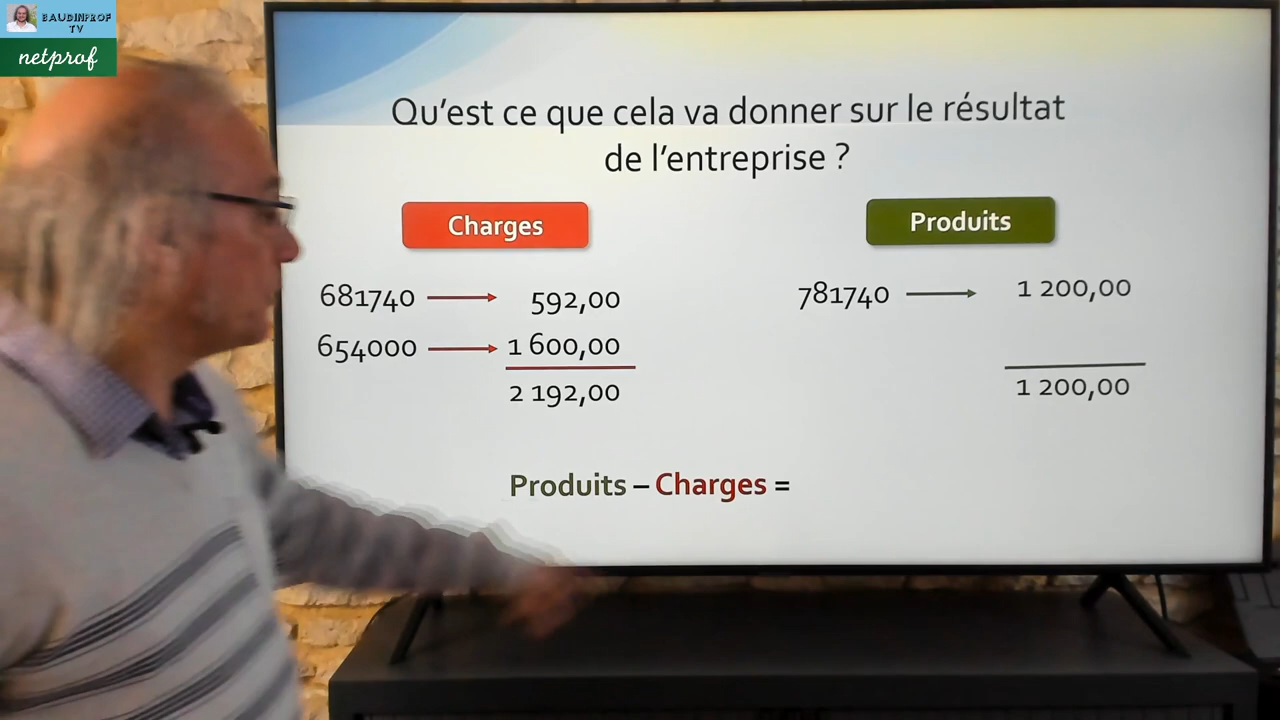 BAUDINPROF
TV
netprof
Qu'est ce que cela va donner sur le résultat
de l'entreprise ?
Charges
Produits
681740 592,00
654000 1 600,00
2 192,00
781740 1 200,00
1 200,00
Produits – Charges =